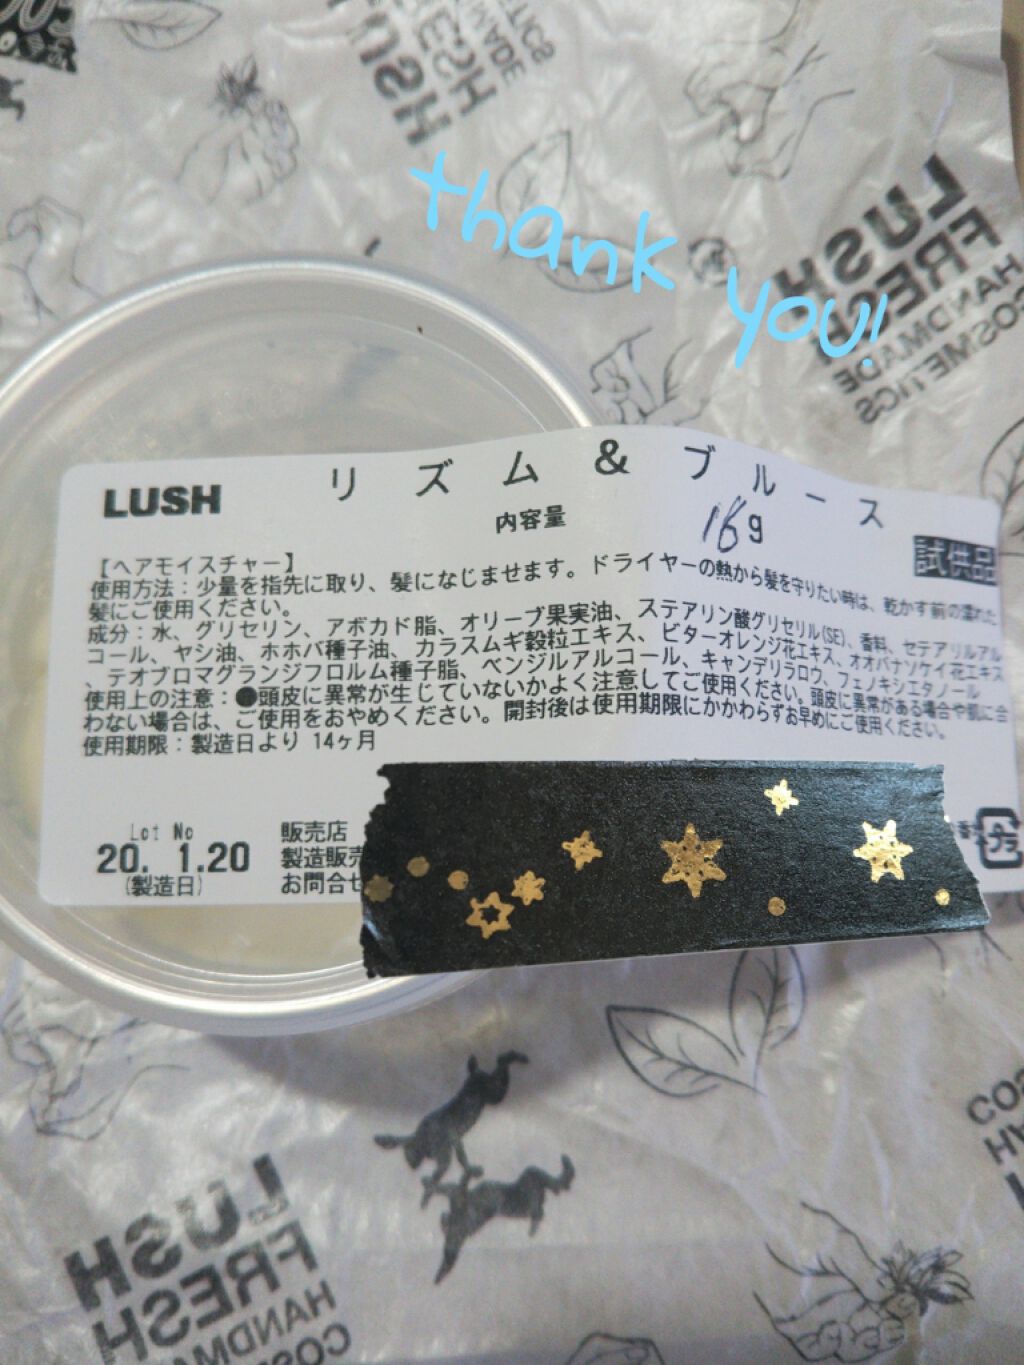 LUSH
FRESH
HANDMADE
COSMETICS
thank you!
LUSH
FRESH
HANDMADE
COSMETICS
LUSH
リズム&ブルース
内容量
g
試供品
【ヘアモイスチャー】
使用方法：少量を指先に取り、髪になじませます。ドライヤーの熱から髪を守りたい時は、乾かす前の濡れた
髪にご使用ください。
成分：水、グリセリン、アボカド脂、オリーブ果実油、ステアリン酸グリセリル(SE)、香料、セテアリルアル
コール、ヤシ油、ホホバ種子油、カラスムギ穀粒エキス、ビターオレンジ花エキス、オオバナソケイ花エキス
、テオブロマグランジフロルム種子脂、ベンジルアルコール、キャンデリラロウ、フェノキシエタノール
使用上の注意：●頭皮に異常が生じていないかよく注意してご使用ください。頭皮に異常がある場合や肌に合
わない場合は、ご使用をおやめください。開封後は使用期限にかかわらずお早めにご使用ください。
使用期限：製造日より 14ヶ月
Lot No
20. 1.20
(製造日)
販売店
製造販売
お問合せ
プラ
LUSH
FRESH
HANDMADE